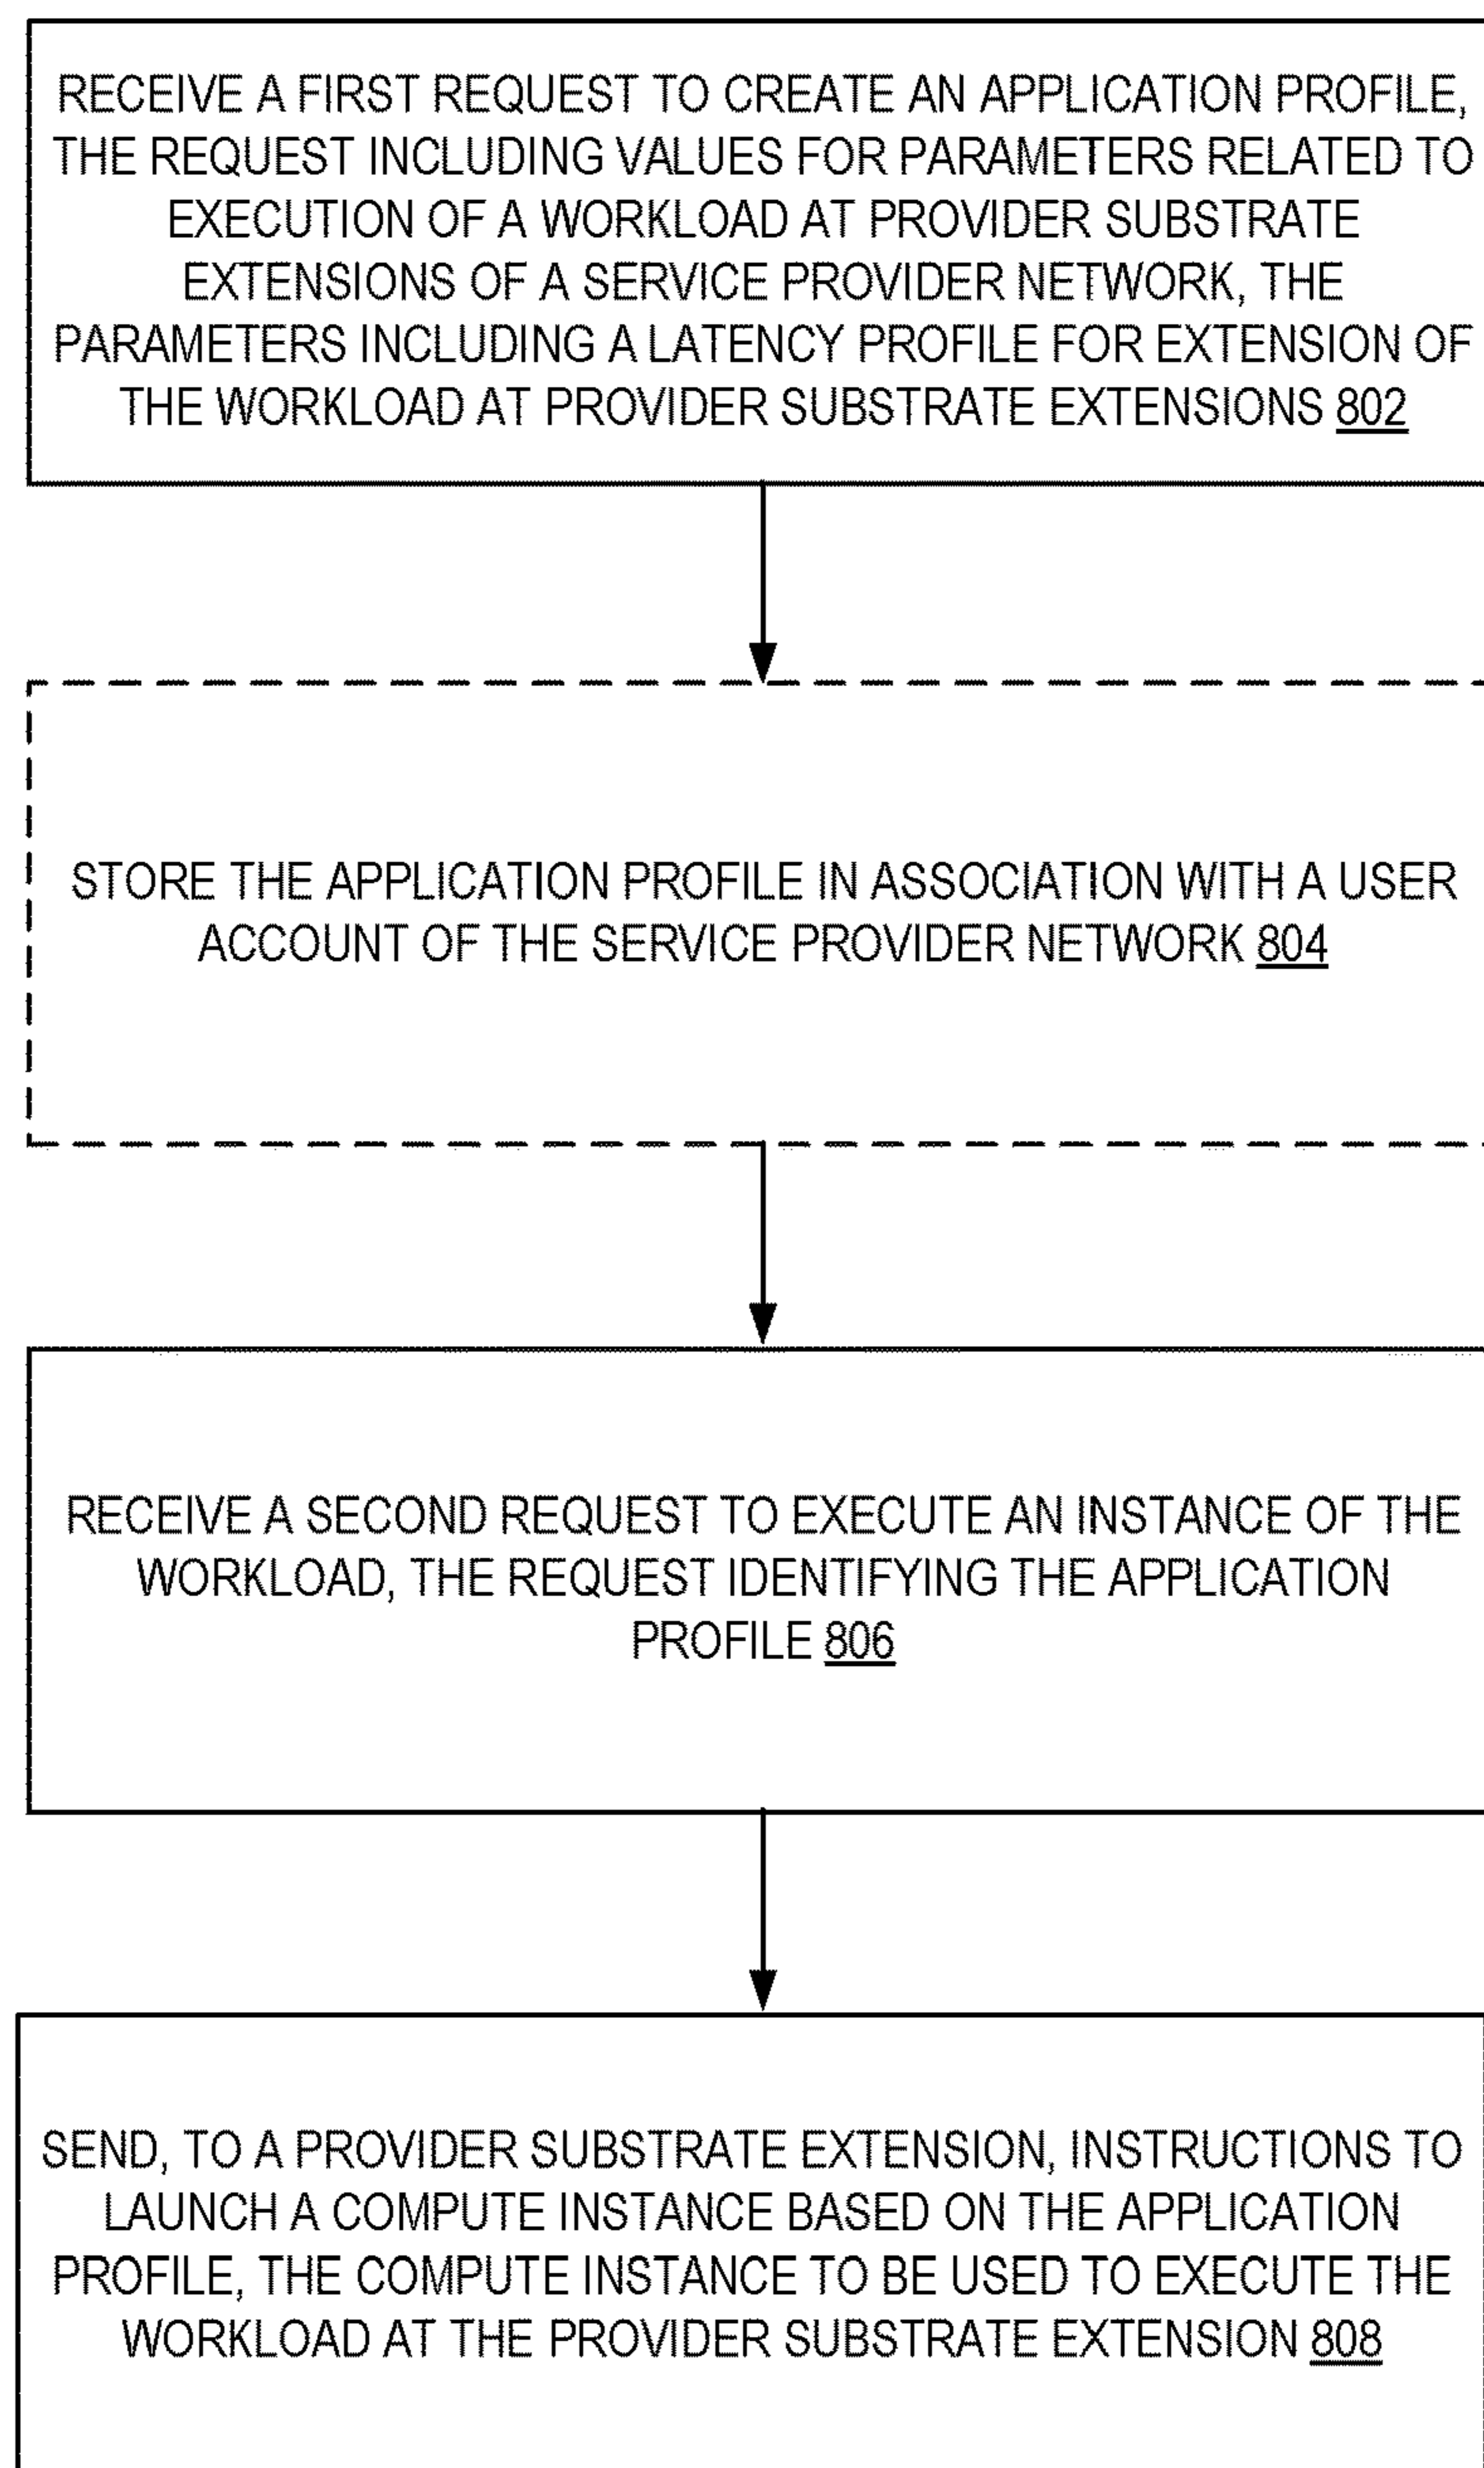 RECEIVE A FIRST REQUEST TO CREATE AN APPLICATION PROFILE,
THE REQUEST INCLUDING VALUES FOR PARAMETERS RELATED TO
EXECUTION OF A WORKLOAD AT PROVIDER SUBSTRATE
EXTENSIONS OF A SERVICE PROVIDER NETWORK, THE
PARAMETERS INCLUDING A LATENCY PROFILE FOR EXTENSION OF
THE WORKLOAD AT PROVIDER SUBSTRATE EXTENSIONS 802
STORE THE APPLICATION PROFILE IN ASSOCIATION WITH A USER
ACCOUNT OF THE SERVICE PROVIDER NETWORK 804
RECEIVE A SECOND REQUEST TO EXECUTE AN INSTANCE OF THE
WORKLOAD, THE REQUEST IDENTIFYING THE APPLICATION
PROFILE 806
SEND, TO A PROVIDER SUBSTRATE EXTENSION, INSTRUCTIONS TO
LAUNCH A COMPUTE INSTANCE BASED ON THE APPLICATION
PROFILE, THE COMPUTE INSTANCE TO BE USED TO EXECUTE THE
WORKLOAD AT THE PROVIDER SUBSTRATE EXTENSION 808